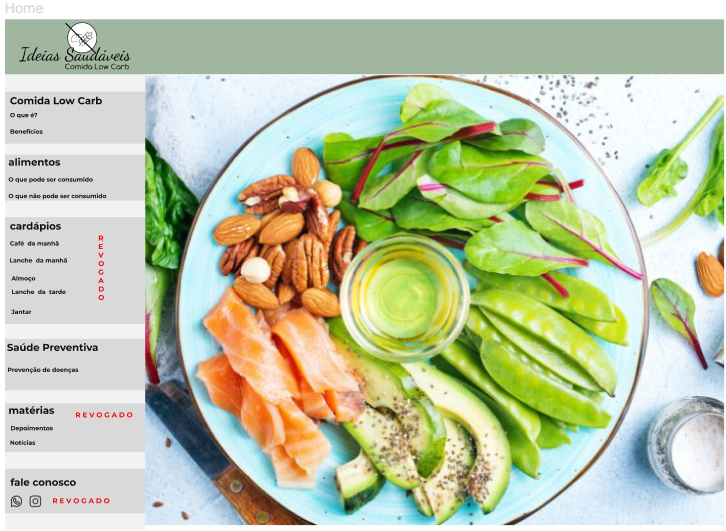 Home
Ideias Saudáveis
Comida Low Carb
Comida Low Carb
O que é?
Benefícios
alimentos
O que pode ser consumido
O que não pode ser consumido
cardápios
Café da manhã
Lanche da manhã
Almoço
Lanche da tarde
Jantar
REVOGADO
Saúde Preventiva
Prevenção de doenças
matérias REVOGADO
Depoimentos
Notícias
fale conosco
REVOGADO